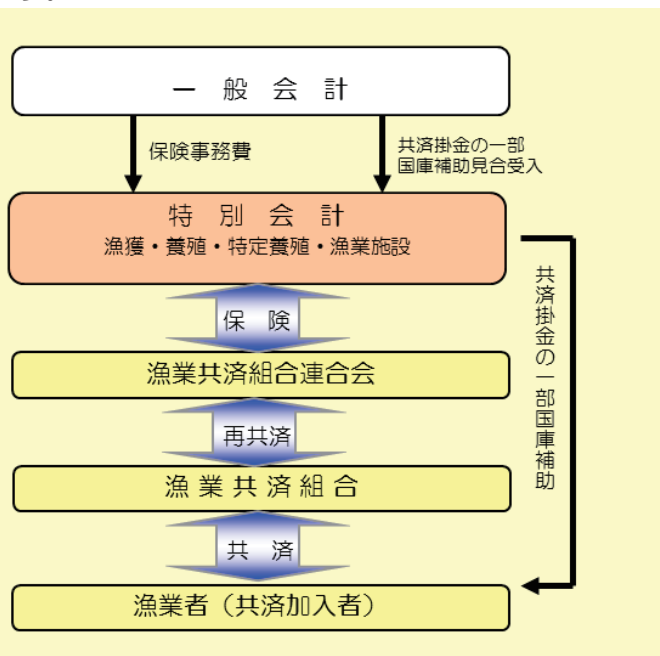 一般会計
保険事務費
共済掛金の一部
国庫補助見合受入
特別会計
漁獲・養殖・特定養殖・漁業施設
保険
漁業共済組合連合会
再共済
漁業共済組合
共済
漁業者（共済加入者）
共済掛金の一部国庫補助